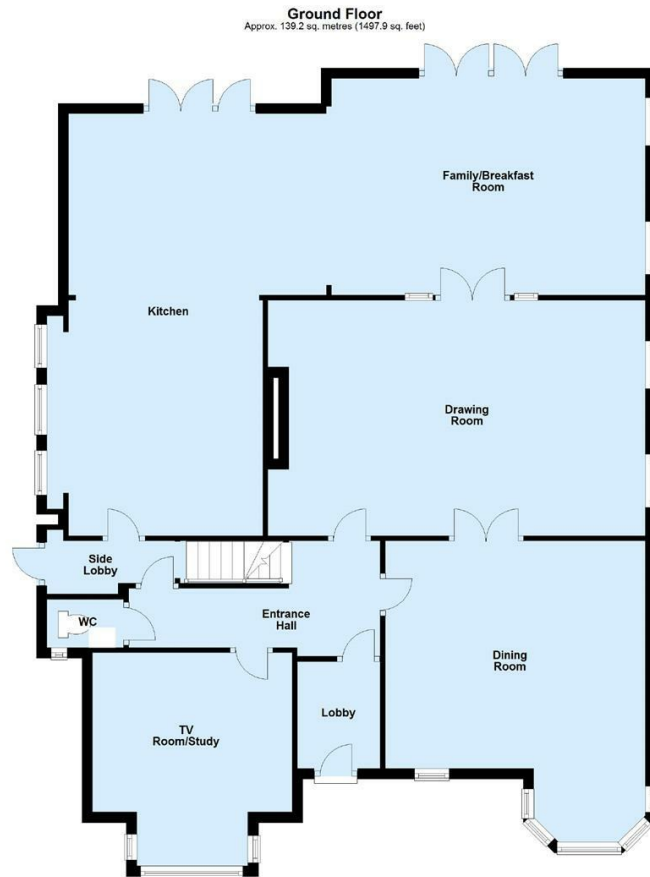 Ground Floor
Approx. 139.2 sq. metres (1497.9 sq. feet)
Family/Breakfast
Room
Kitchen
Drawing
Room
Side
Lobby
WC
Entrance
Hall
Dining
Room
TV
Room/Study
Lobby